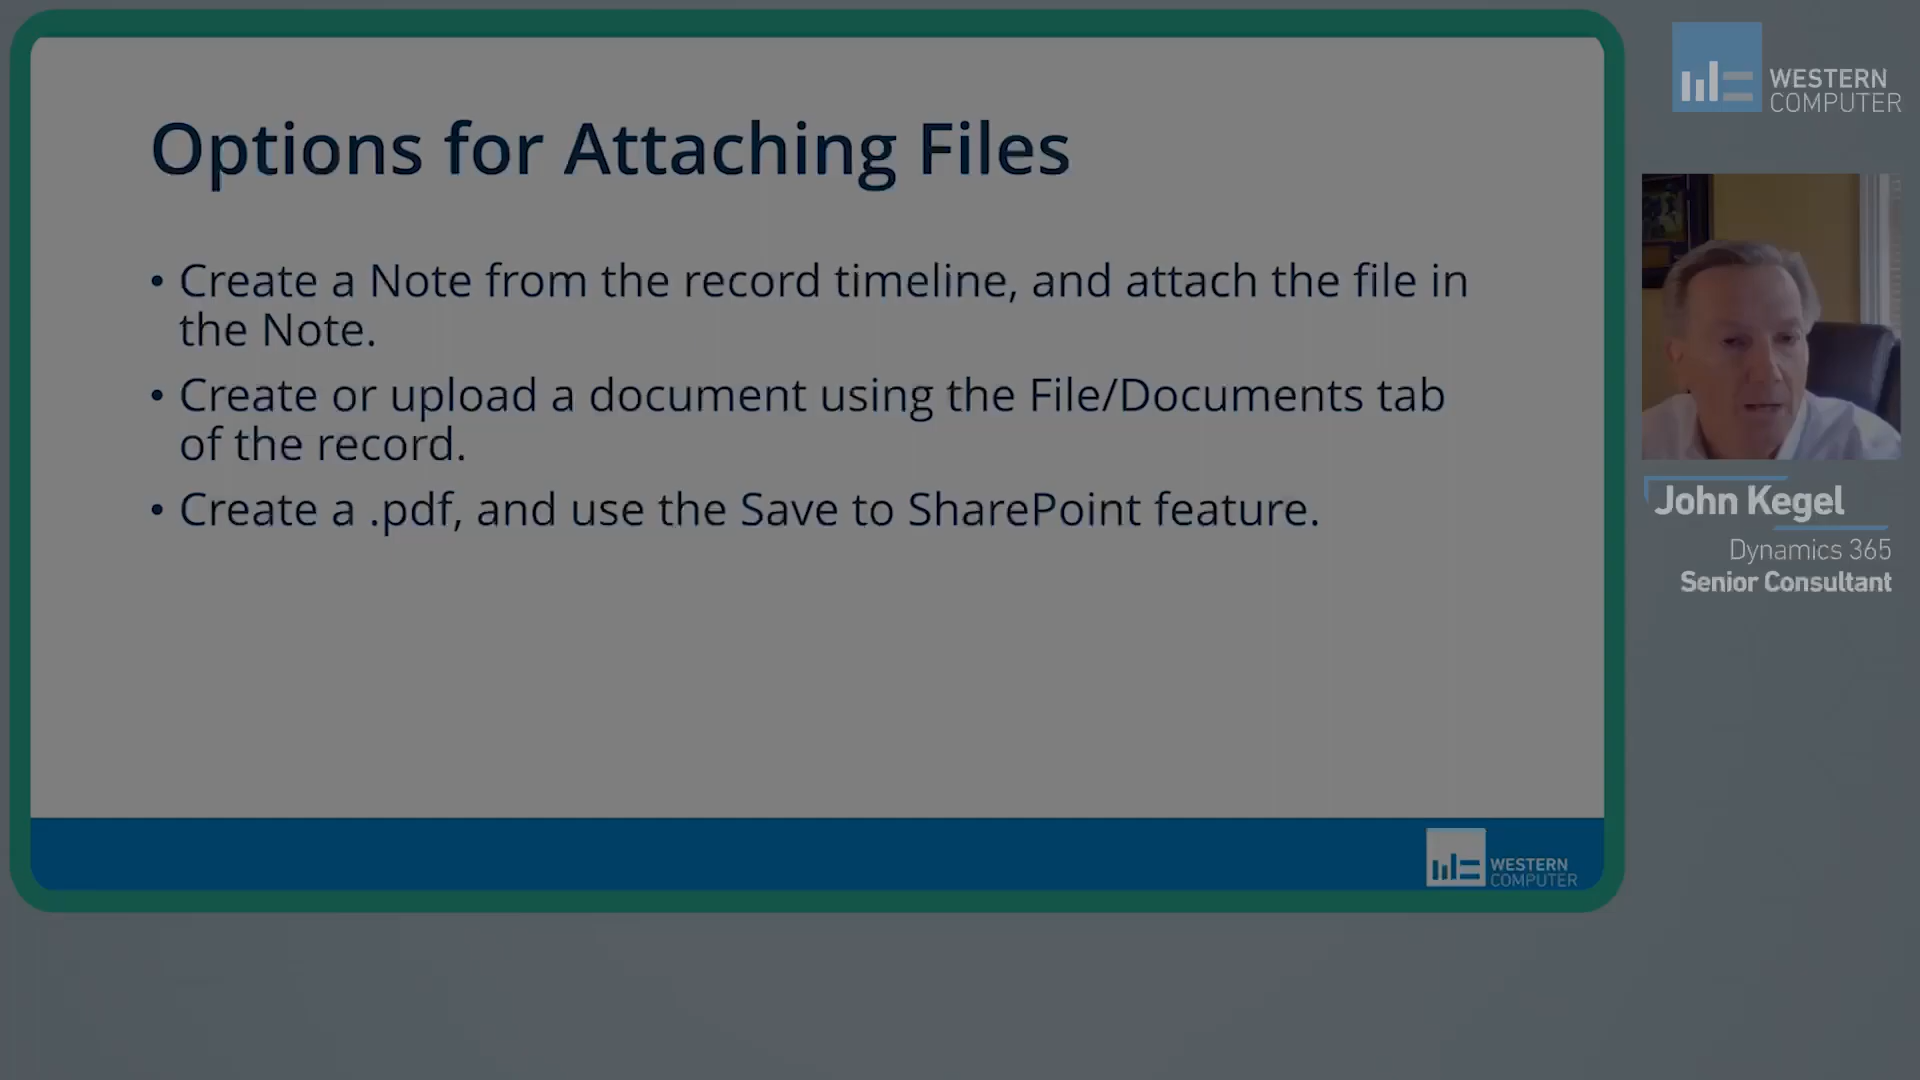 Options for Attaching Files
• Create a Note from the record timeline, and attach the file in
the Note.
• Create or upload a document using the File/Documents tab
of the record.
• Create a .pdf, and use the Save to SharePoint feature.
WESTERN
COMPUTER
WESTERN
COMPUTER
John Kegel
Dynamics 365
Senior Consultant